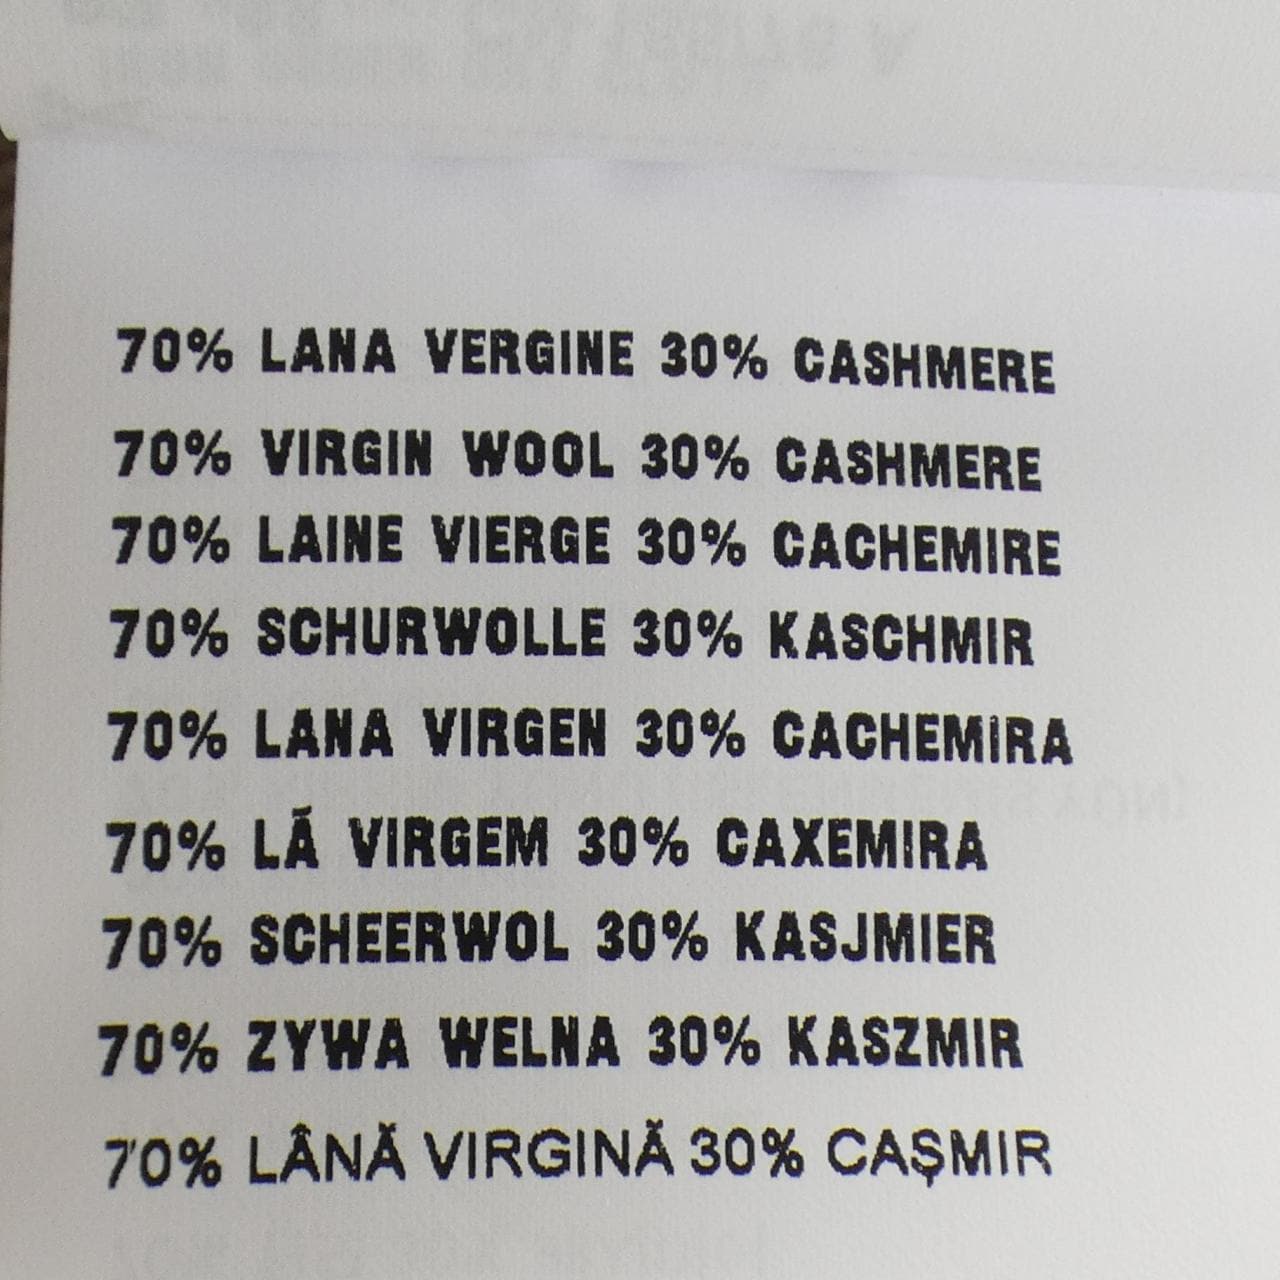 70% LANA VERGINE 30% CASHMERE
70% VIRGIN WOOL 30% CASHMERE
70% LAINE VIERGE 30% CACHEMIRE
70% SCHURWOLLE 30% KASCHMIR
70% LANA VIRGEN 30% CACHEMIRA
70% LÃ VIRGEM 30% CAXEMIRA
70% SCHEERWOL 30% KASJMIER
70% ZYWA WELNA 30% KASZMIR
70% LÂNĂ VIRGINĂ 30% CAŞMIR